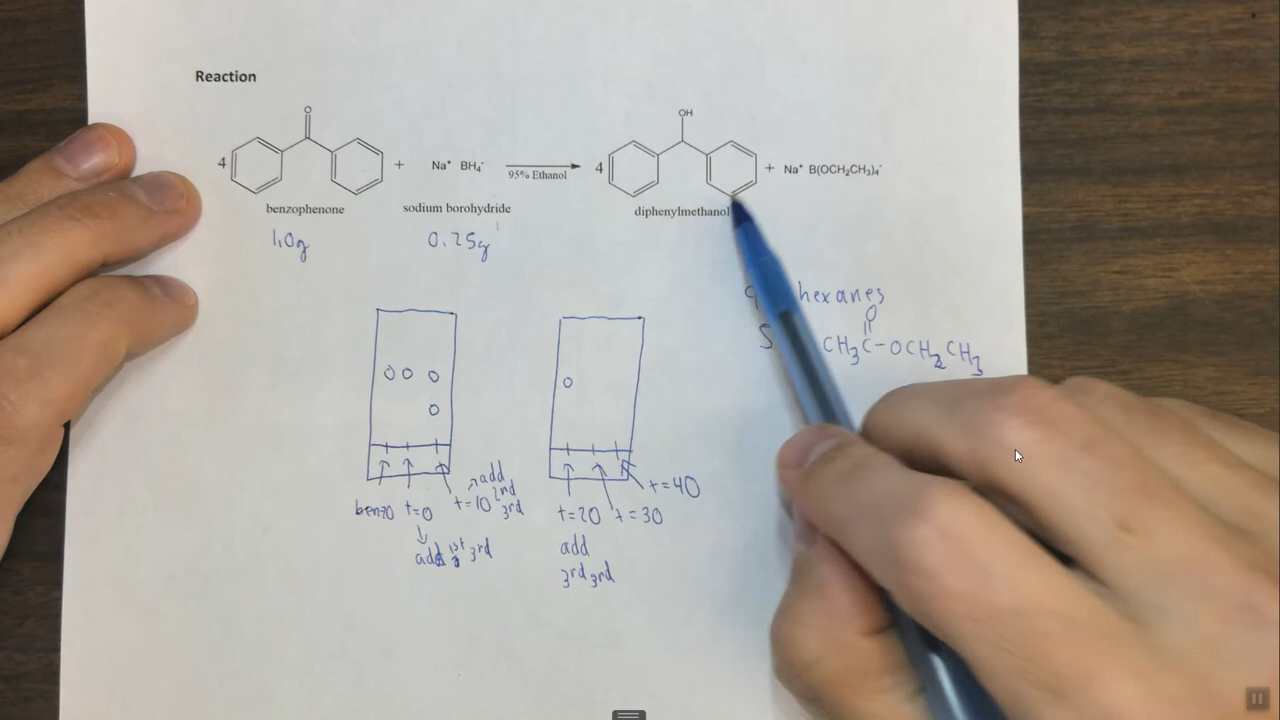 Reaction
O
OH
4 + Na⁺ BH₄⁻ 95% Ethanol 4 + Na⁺ B(OCH₂CH₃)₄⁻
benzophenone sodium borohydride diphenylmethanol
1.0g 0.25g
hexanes
O
CH₃C-OCH₂CH₃
benzo t=0 t=10 add 2nd 3rd
add 1st 3rd
t=20 t=30 t=40
add
3rd 3rd